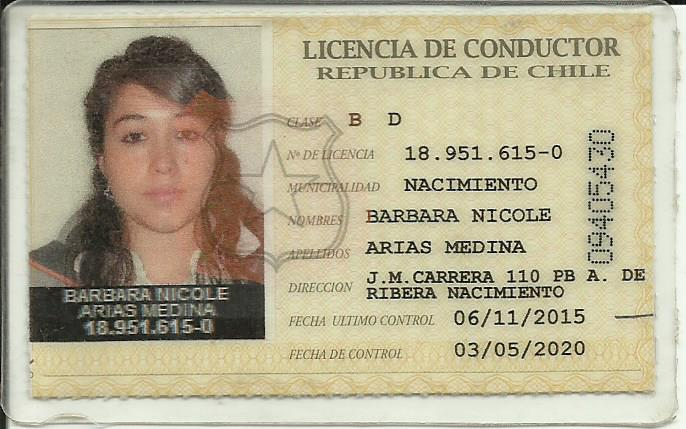 LICENCIA DE CONDUCTOR
REPUBLICA DE CHILE
CLASE B D
Nº DE LICENCIA 18.951.615-0
MUNICIPALIDAD NACIMIENTO
NOMBRES BARBARA NICOLE
APELLIDOS ARIAS MEDINA
DIRECCION J.M.CARRERA 110 PB A. DE
RIBERA NACIMIENTO
FECHA ULTIMO CONTROL 06/11/2015
FECHA DE CONTROL 03/05/2020
09405430
BARBARA NICOLE
ARIAS MEDINA
18.951.615-0